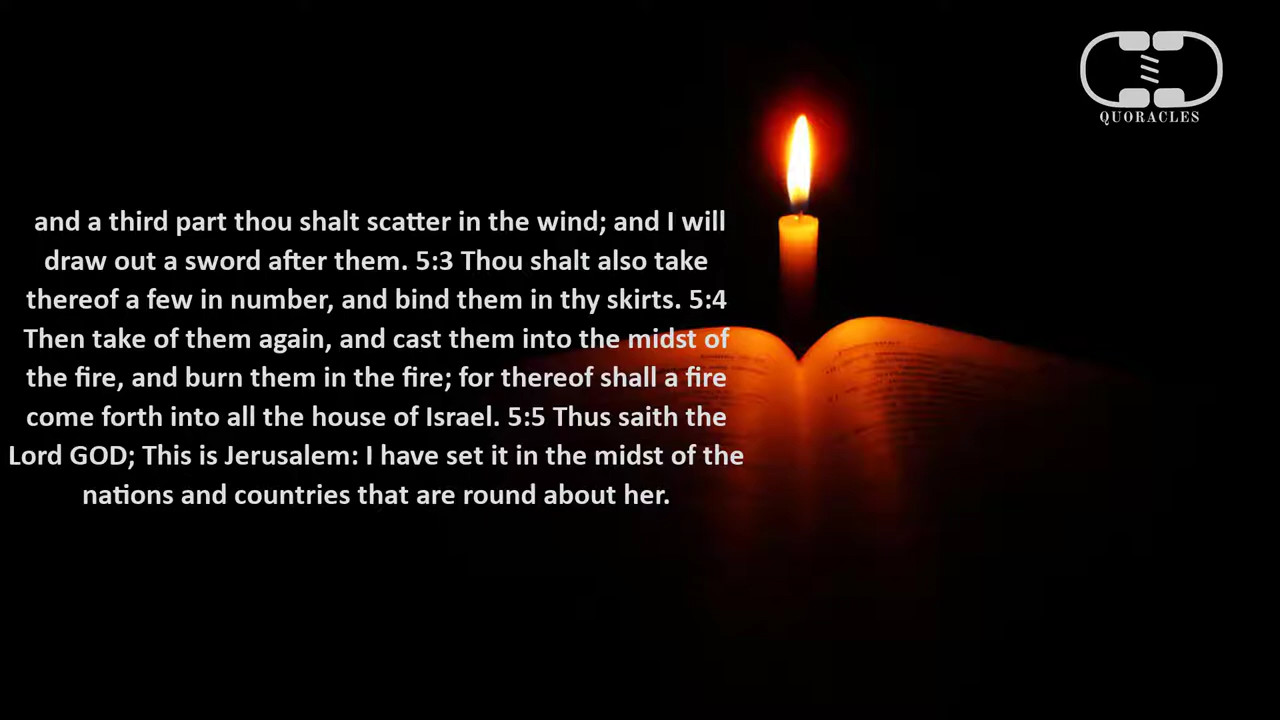 QUORACLES
and a third part thou shalt scatter in the wind; and I will
draw out a sword after them. 5:3 Thou shalt also take
thereof a few in number, and bind them in thy skirts. 5:4
Then take of them again, and cast them into the midst of
the fire, and burn them in the fire; for thereof shall a fire
come forth into all the house of Israel. 5:5 Thus saith the
Lord GOD; This is Jerusalem: I have set it in the midst of the
nations and countries that are round about her.